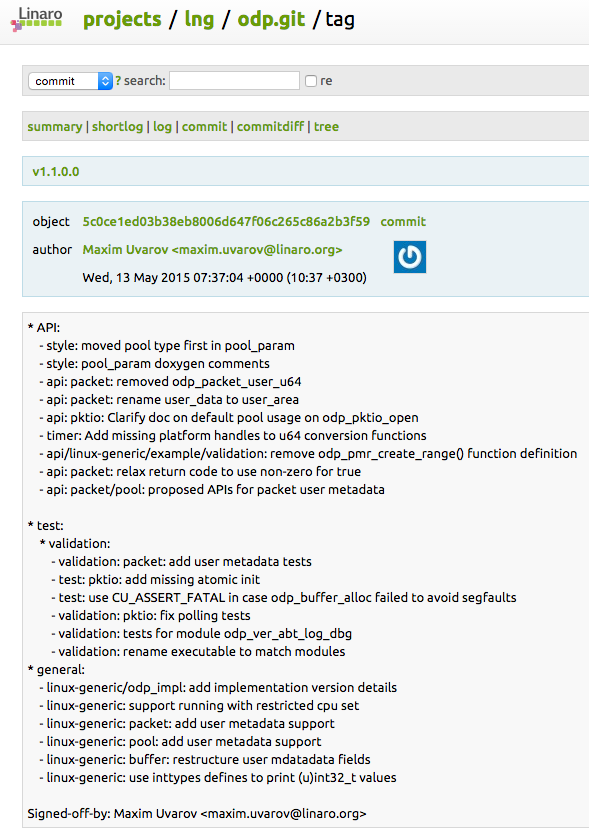 Linaro projects / lng / odp.git / tag
commit ? search: re
summary | shortlog | log | commit | commitdiff | tree
v1.1.0.0
object 5c0ce1ed03b38eb8006d647f06c265c86a2b3f59 commit
author Maxim Uvarov <maxim.uvarov@linaro.org>
Wed, 13 May 2015 07:37:04 +0000 (10:37 +0300)
* API:
- style: moved pool type first in pool_param
- style: pool_param doxygen comments
- api: packet: removed odp_packet_user_u64
- api: packet: rename user_data to user_area
- api: pktio: Clarify doc on default pool usage on odp_pktio_open
- timer: Add missing platform handles to u64 conversion functions
- api/linux-generic/example/validation: remove odp_pmr_create_range() function definition
- api: packet: relax return code to use non-zero for true
- api: packet/pool: proposed APIs for packet user metadata
* test:
* validation:
- validation: packet: add user metadata tests
- test: pktio: add missing atomic init
- test: use CU_ASSERT_FATAL in case odp_buffer_alloc failed to avoid segfaults
- validation: pktio: fix polling tests
- validation: tests for module odp_ver_abt_log_dbg
- validation: rename executable to match modules
* general:
- linux-generic/odp_impl: add implementation version details
- linux-generic: support running with restricted cpu set
- linux-generic: packet: add user metadata support
- linux-generic: pool: add user metadata support
- linux-generic: buffer: restructure user mdatadata fields
- linux-generic: use inttypes defines to print (u)int32_t values
Signed-off-by: Maxim Uvarov <maxim.uvarov@linaro.org>